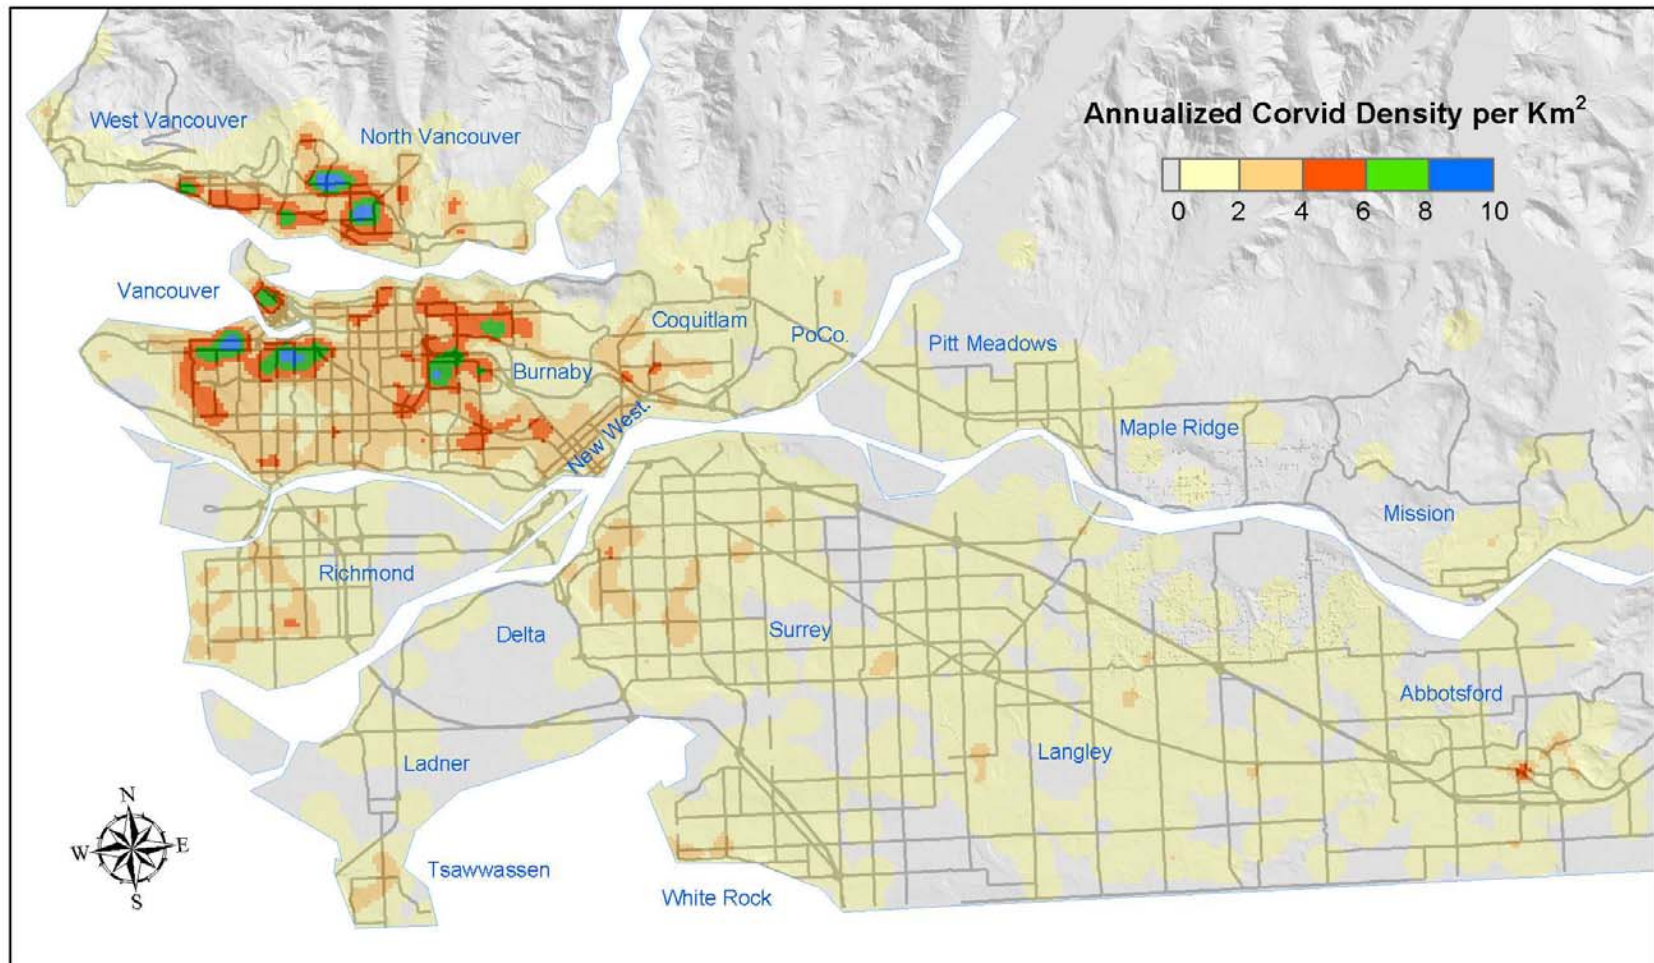 Annualized Corvid Density per Km²
0 2 4 6 8 10
West Vancouver
North Vancouver
Vancouver
Coquitlam
PoCo.
Pitt Meadows
Burnaby
New West.
Maple Ridge
Mission
Richmond
Delta
Surrey
Abbotsford
Langley
Ladner
Tsawwassen
White Rock
N
W E
S